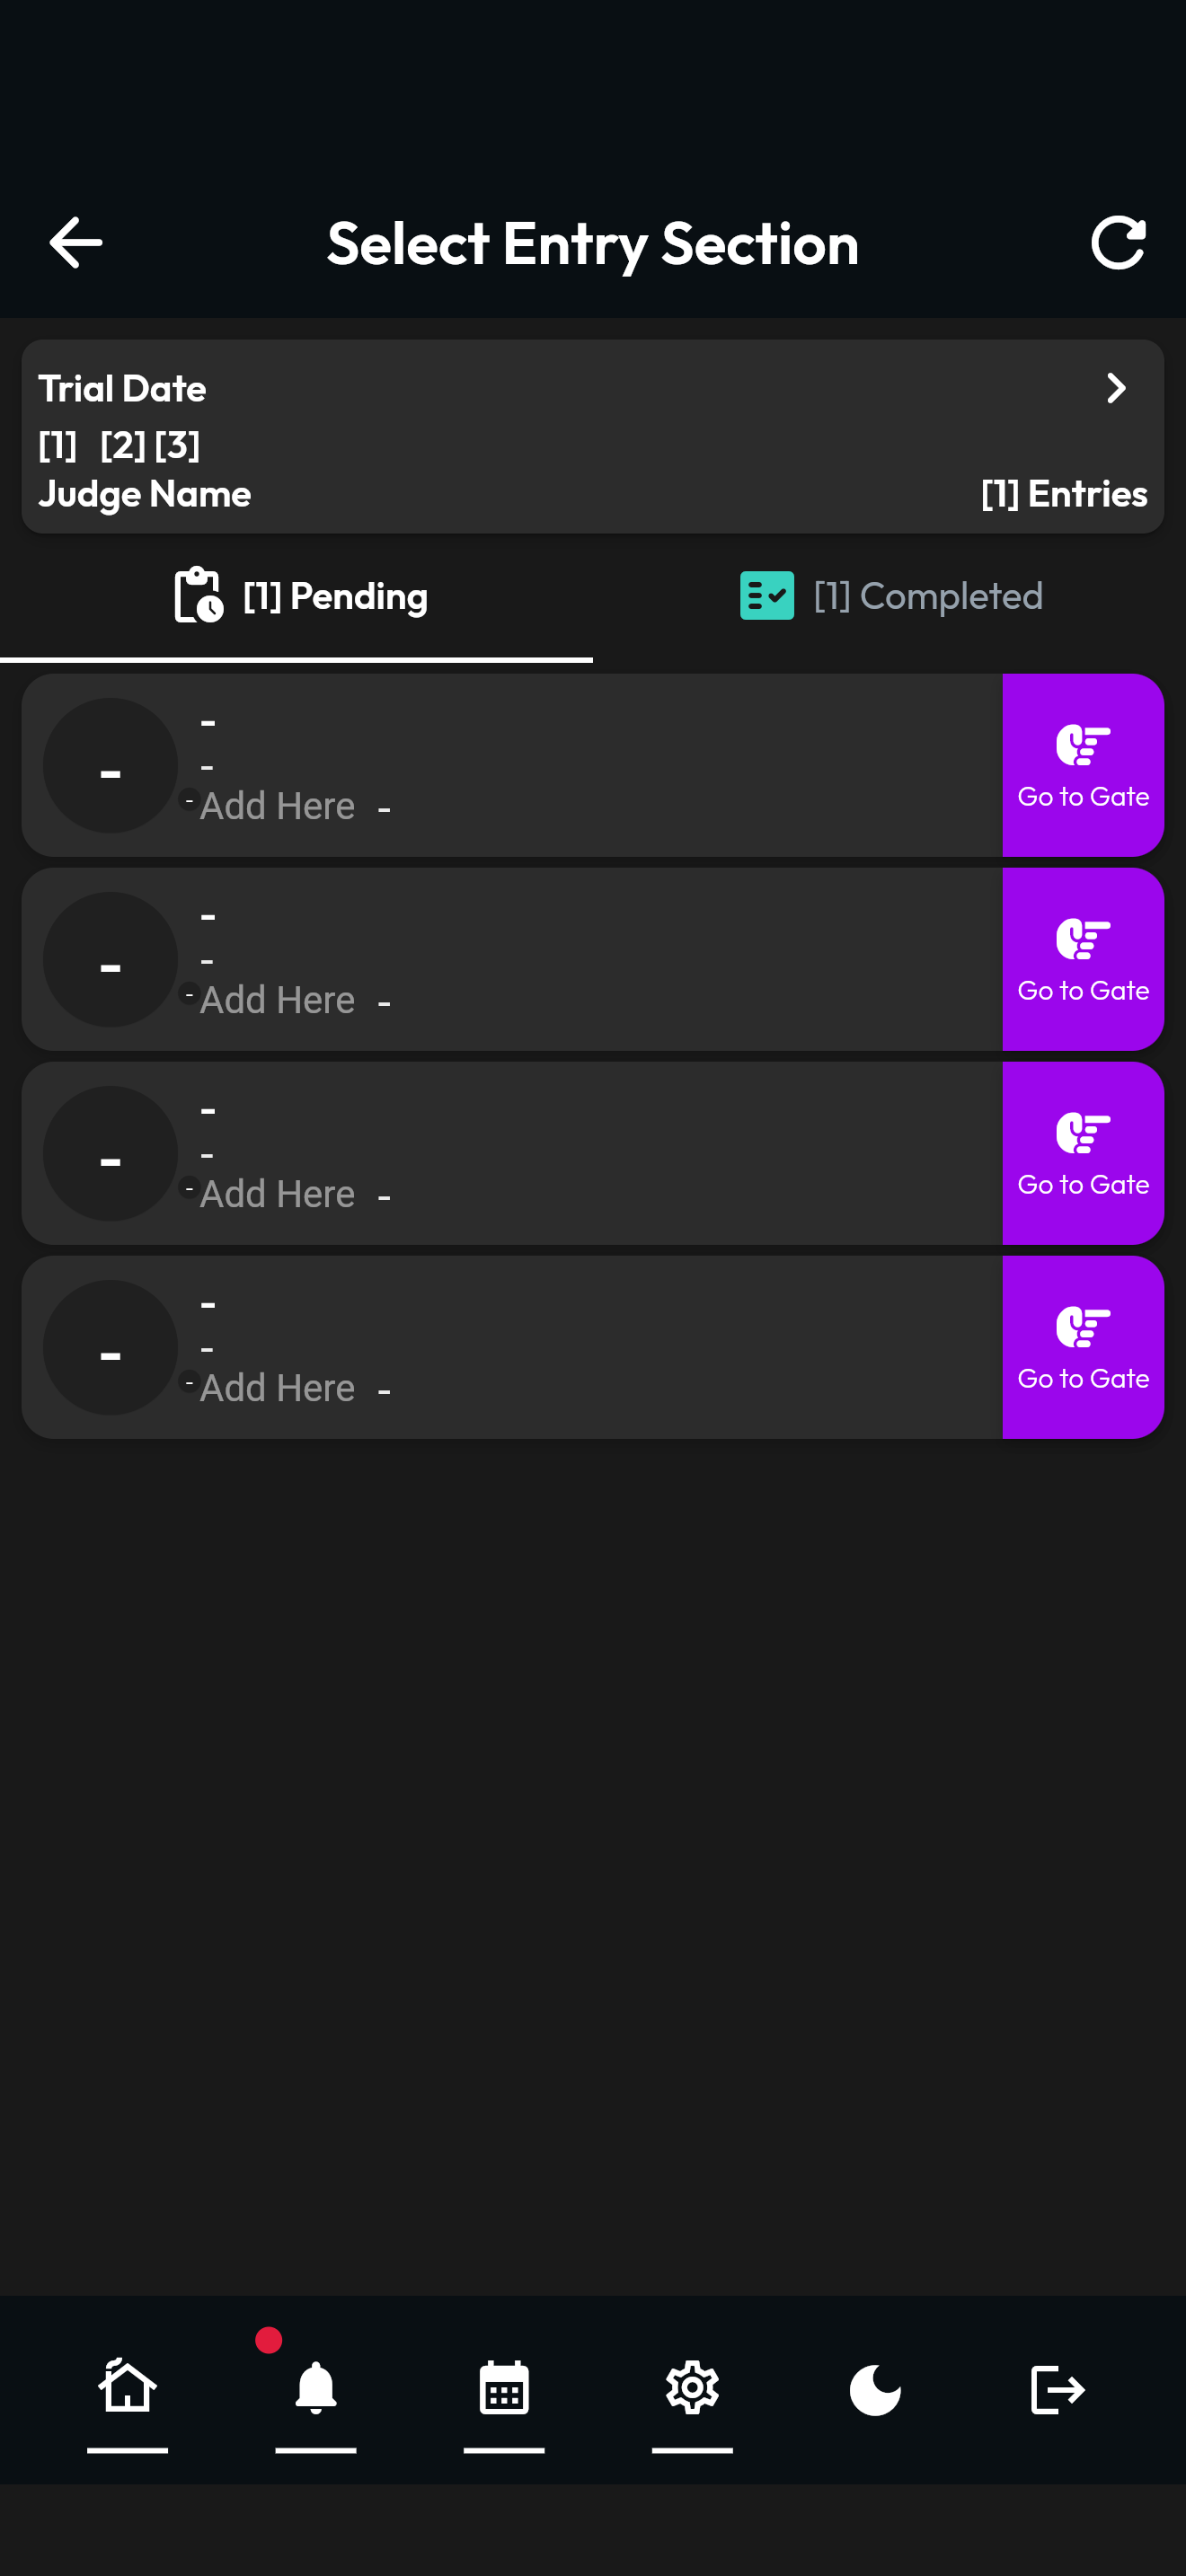 Select Entry Section
Trial Date
[1] [2] [3]
Judge Name
[1] Entries
[1] Pending
[1] Completed
-
-
-
-
Add Here -
Go to Gate
-
-
-
-
Add Here -
Go to Gate
-
-
-
-
Add Here -
Go to Gate
-
-
-
-
Add Here -
Go to Gate